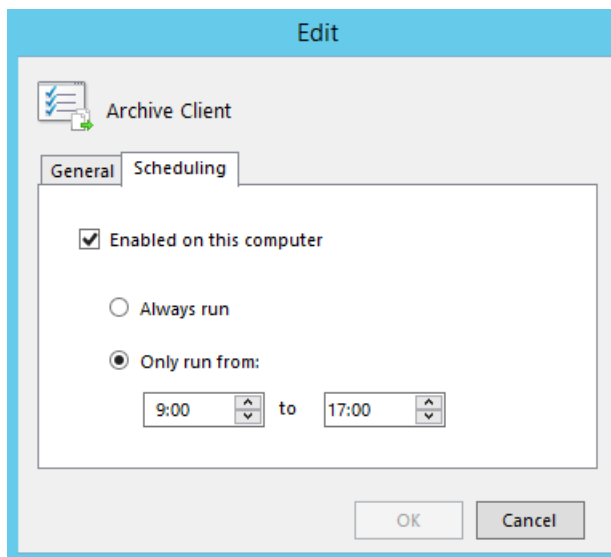 Edit
Archive Client
General Scheduling
Enabled on this computer
Always run
Only run from:
9:00 to 17:00
OK Cancel